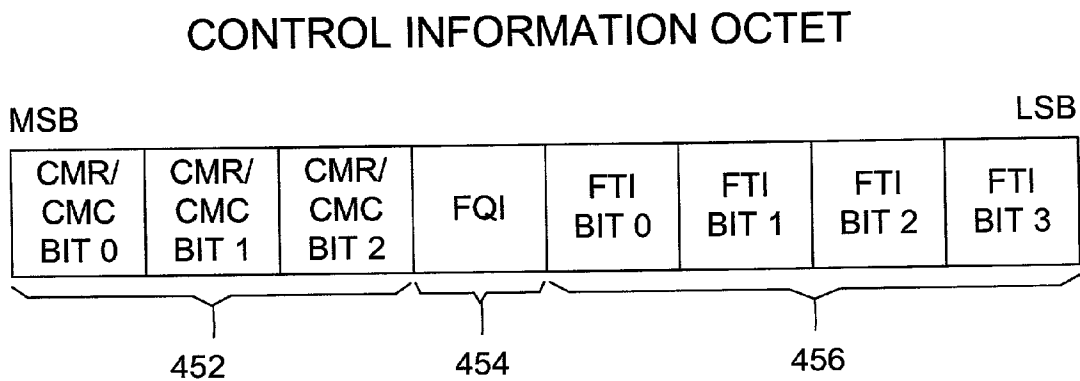 CONTROL INFORMATION OCTET
MSB
LSB
CMR/
CMC
BIT 0
CMR/
CMC
BIT 1
CMR/
CMC
BIT 2
FQI
FTI
BIT 0
FTI
BIT 1
FTI
BIT 2
FTI
BIT 3
452
454
456